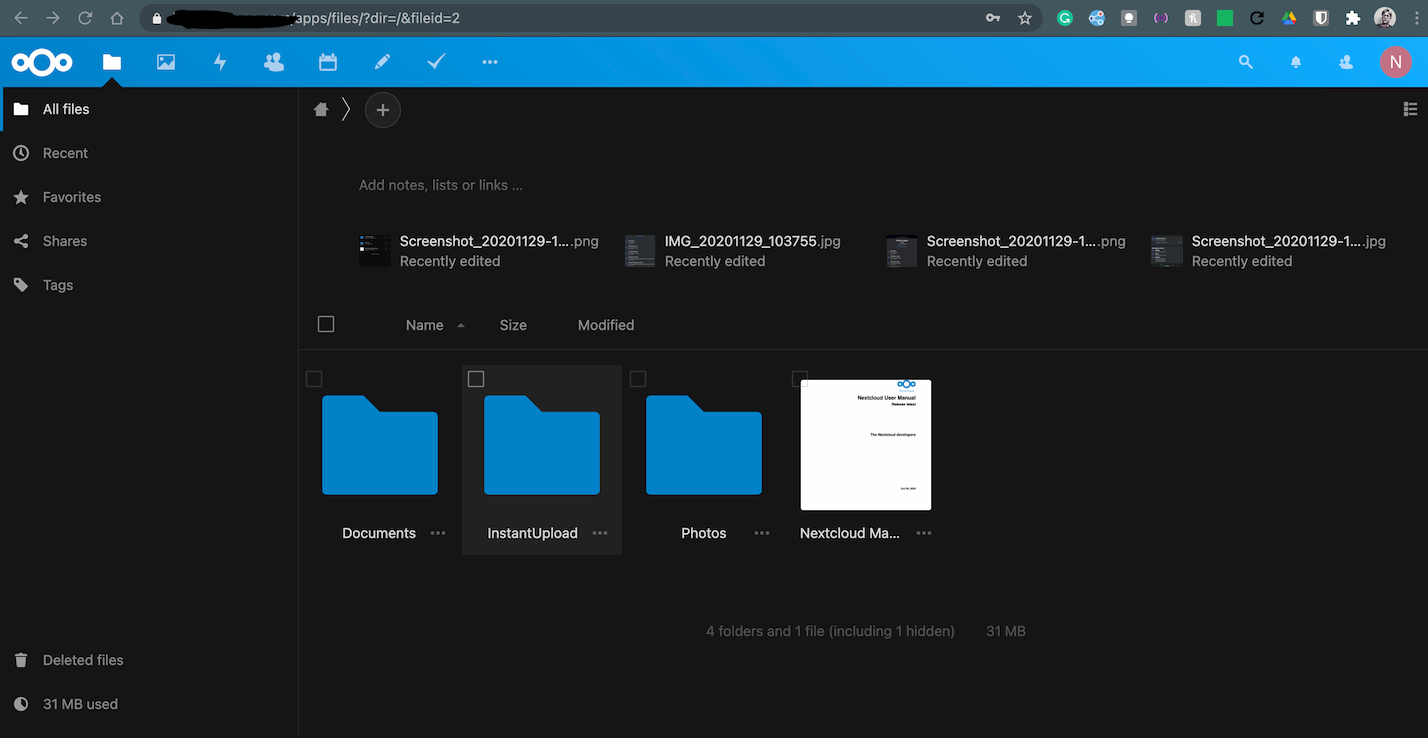 /apps/files/?dir=/&fileid=2
N
All files
Recent
Favorites
Shares
Tags
Deleted files
31 MB used
Add notes, lists or links ...
Screenshot_20201129-1... .png
Recently edited
IMG_20201129_103755.jpg
Recently edited
Screenshot_20201129-1... .png
Recently edited
Screenshot_20201129-1... .jpg
Recently edited
Name Size Modified
Nextcloud User Manual
Release latest
The Nextcloud developers
Documents
InstantUpload
Photos
Nextcloud Ma...
4 folders and 1 file (including 1 hidden) 31 MB